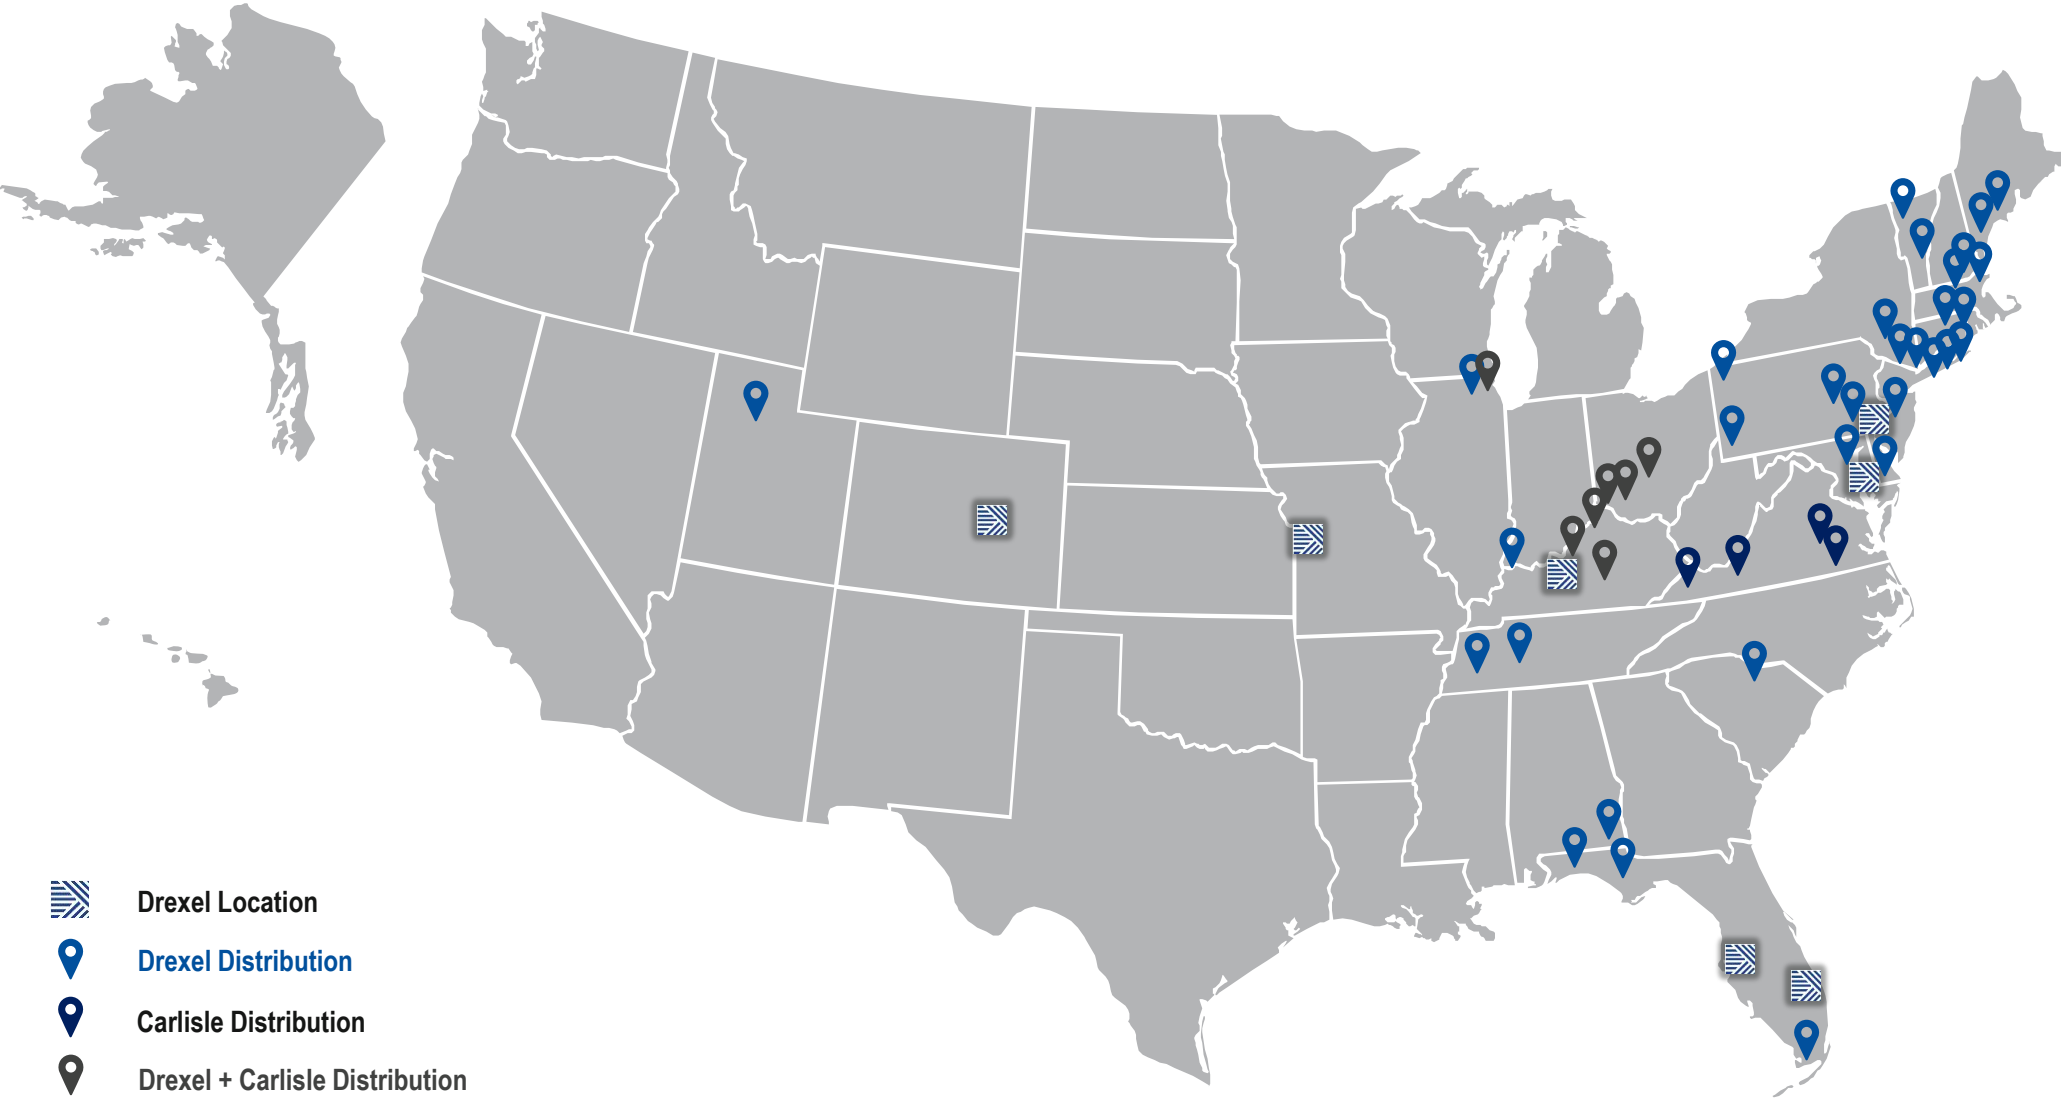 Drexel Location
Drexel Distribution
Carlisle Distribution
Drexel + Carlisle Distribution